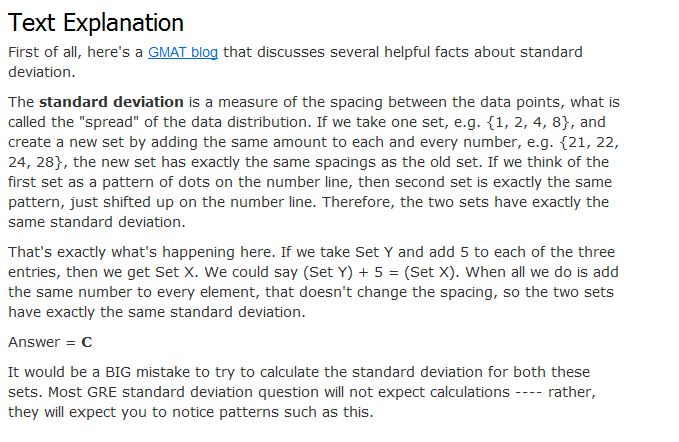 Text Explanation
First of all, here's a GMAT blog that discusses several helpful facts about standard
deviation.
The standard deviation is a measure of the spacing between the data points, what is
called the "spread" of the data distribution. If we take one set, e.g. {1, 2, 4, 8}, and
create a new set by adding the same amount to each and every number, e.g. {21, 22,
24, 28}, the new set has exactly the same spacings as the old set. If we think of the
first set as a pattern of dots on the number line, then second set is exactly the same
pattern, just shifted up on the number line. Therefore, the two sets have exactly the
same standard deviation.
That's exactly what's happening here. If we take Set Y and add 5 to each of the three
entries, then we get Set X. We could say (Set Y) + 5 = (Set X). When all we do is add
the same number to every element, that doesn't change the spacing, so the two sets
have exactly the same standard deviation.
Answer = C
It would be a BIG mistake to try to calculate the standard deviation for both these
sets. Most GRE standard deviation question will not expect calculations ---- rather,
they will expect you to notice patterns such as this.